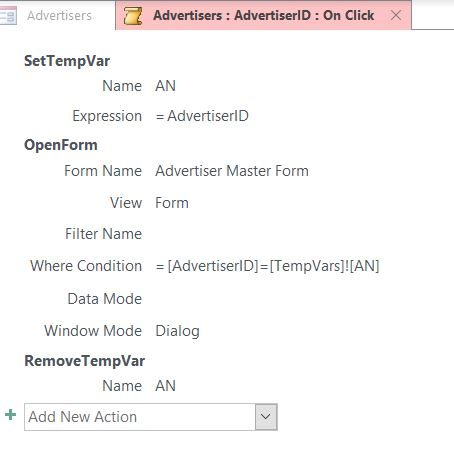 Advertisers
Advertisers : AdvertiserID : On Click
SetTempVar
Name AN
Expression = AdvertiserID
OpenForm
Form Name Advertiser Master Form
View Form
Filter Name
Where Condition = [AdvertiserID]=[TempVars]![AN]
Data Mode
Window Mode Dialog
RemoveTempVar
Name AN
Add New Action